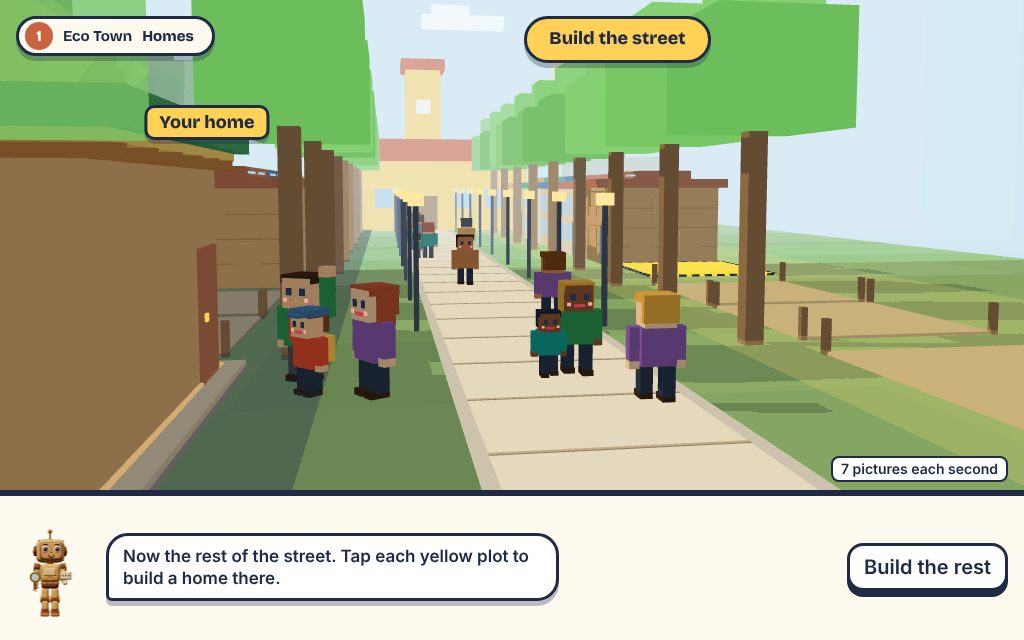 1 Eco Town Homes
Build the street
Your home
7 pictures each second
Now the rest of the street. Tap each yellow plot to
build a home there.
Build the rest